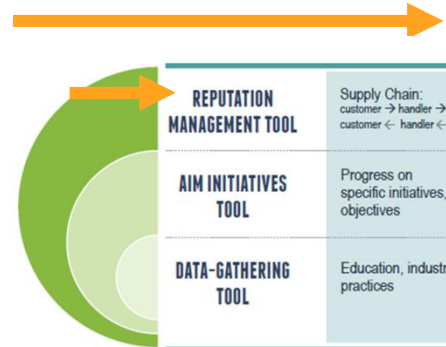 REPUTATION
MANAGEMENT TOOL
Supply Chain:
customer → handler →
customer ← handler ←
AIM INITIATIVES
TOOL
Progress on
specific initiatives,
objectives
DATA-GATHERING
TOOL
Education, industr
practices